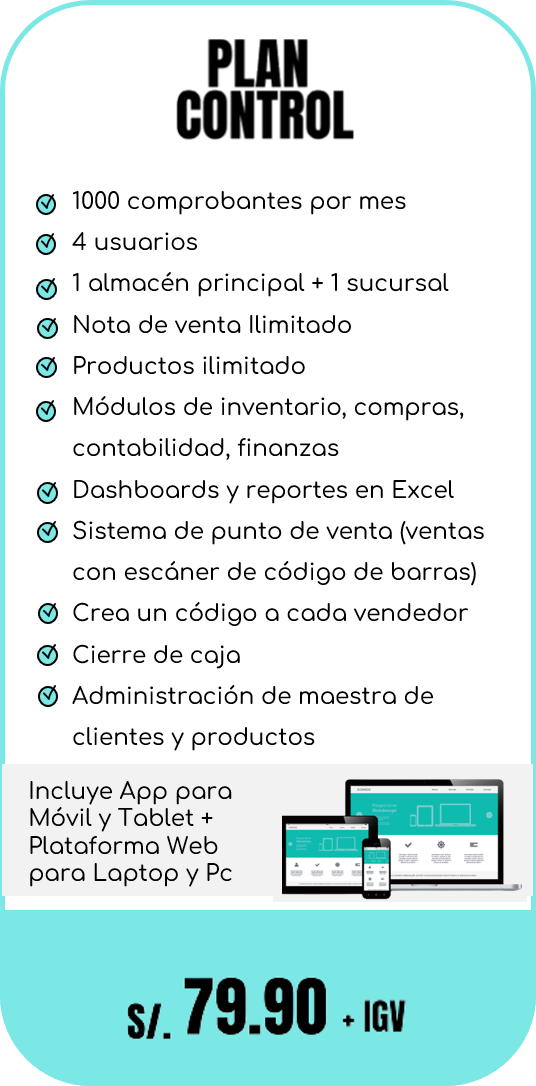 PLAN
CONTROL
1000 comprobantes por mes
4 usuarios
1 almacén principal + 1 sucursal
Nota de venta Ilimitado
Productos ilimitado
Módulos de inventario, compras,
contabilidad, finanzas
Dashboards y reportes en Excel
Sistema de punto de venta (ventas
con escáner de código de barras)
Crea un código a cada vendedor
Cierre de caja
Administración de maestra de
clientes y productos
Incluye App para
Móvil y Tablet +
Plataforma Web
para Laptop y Pc
S/. 79.90 + IGV